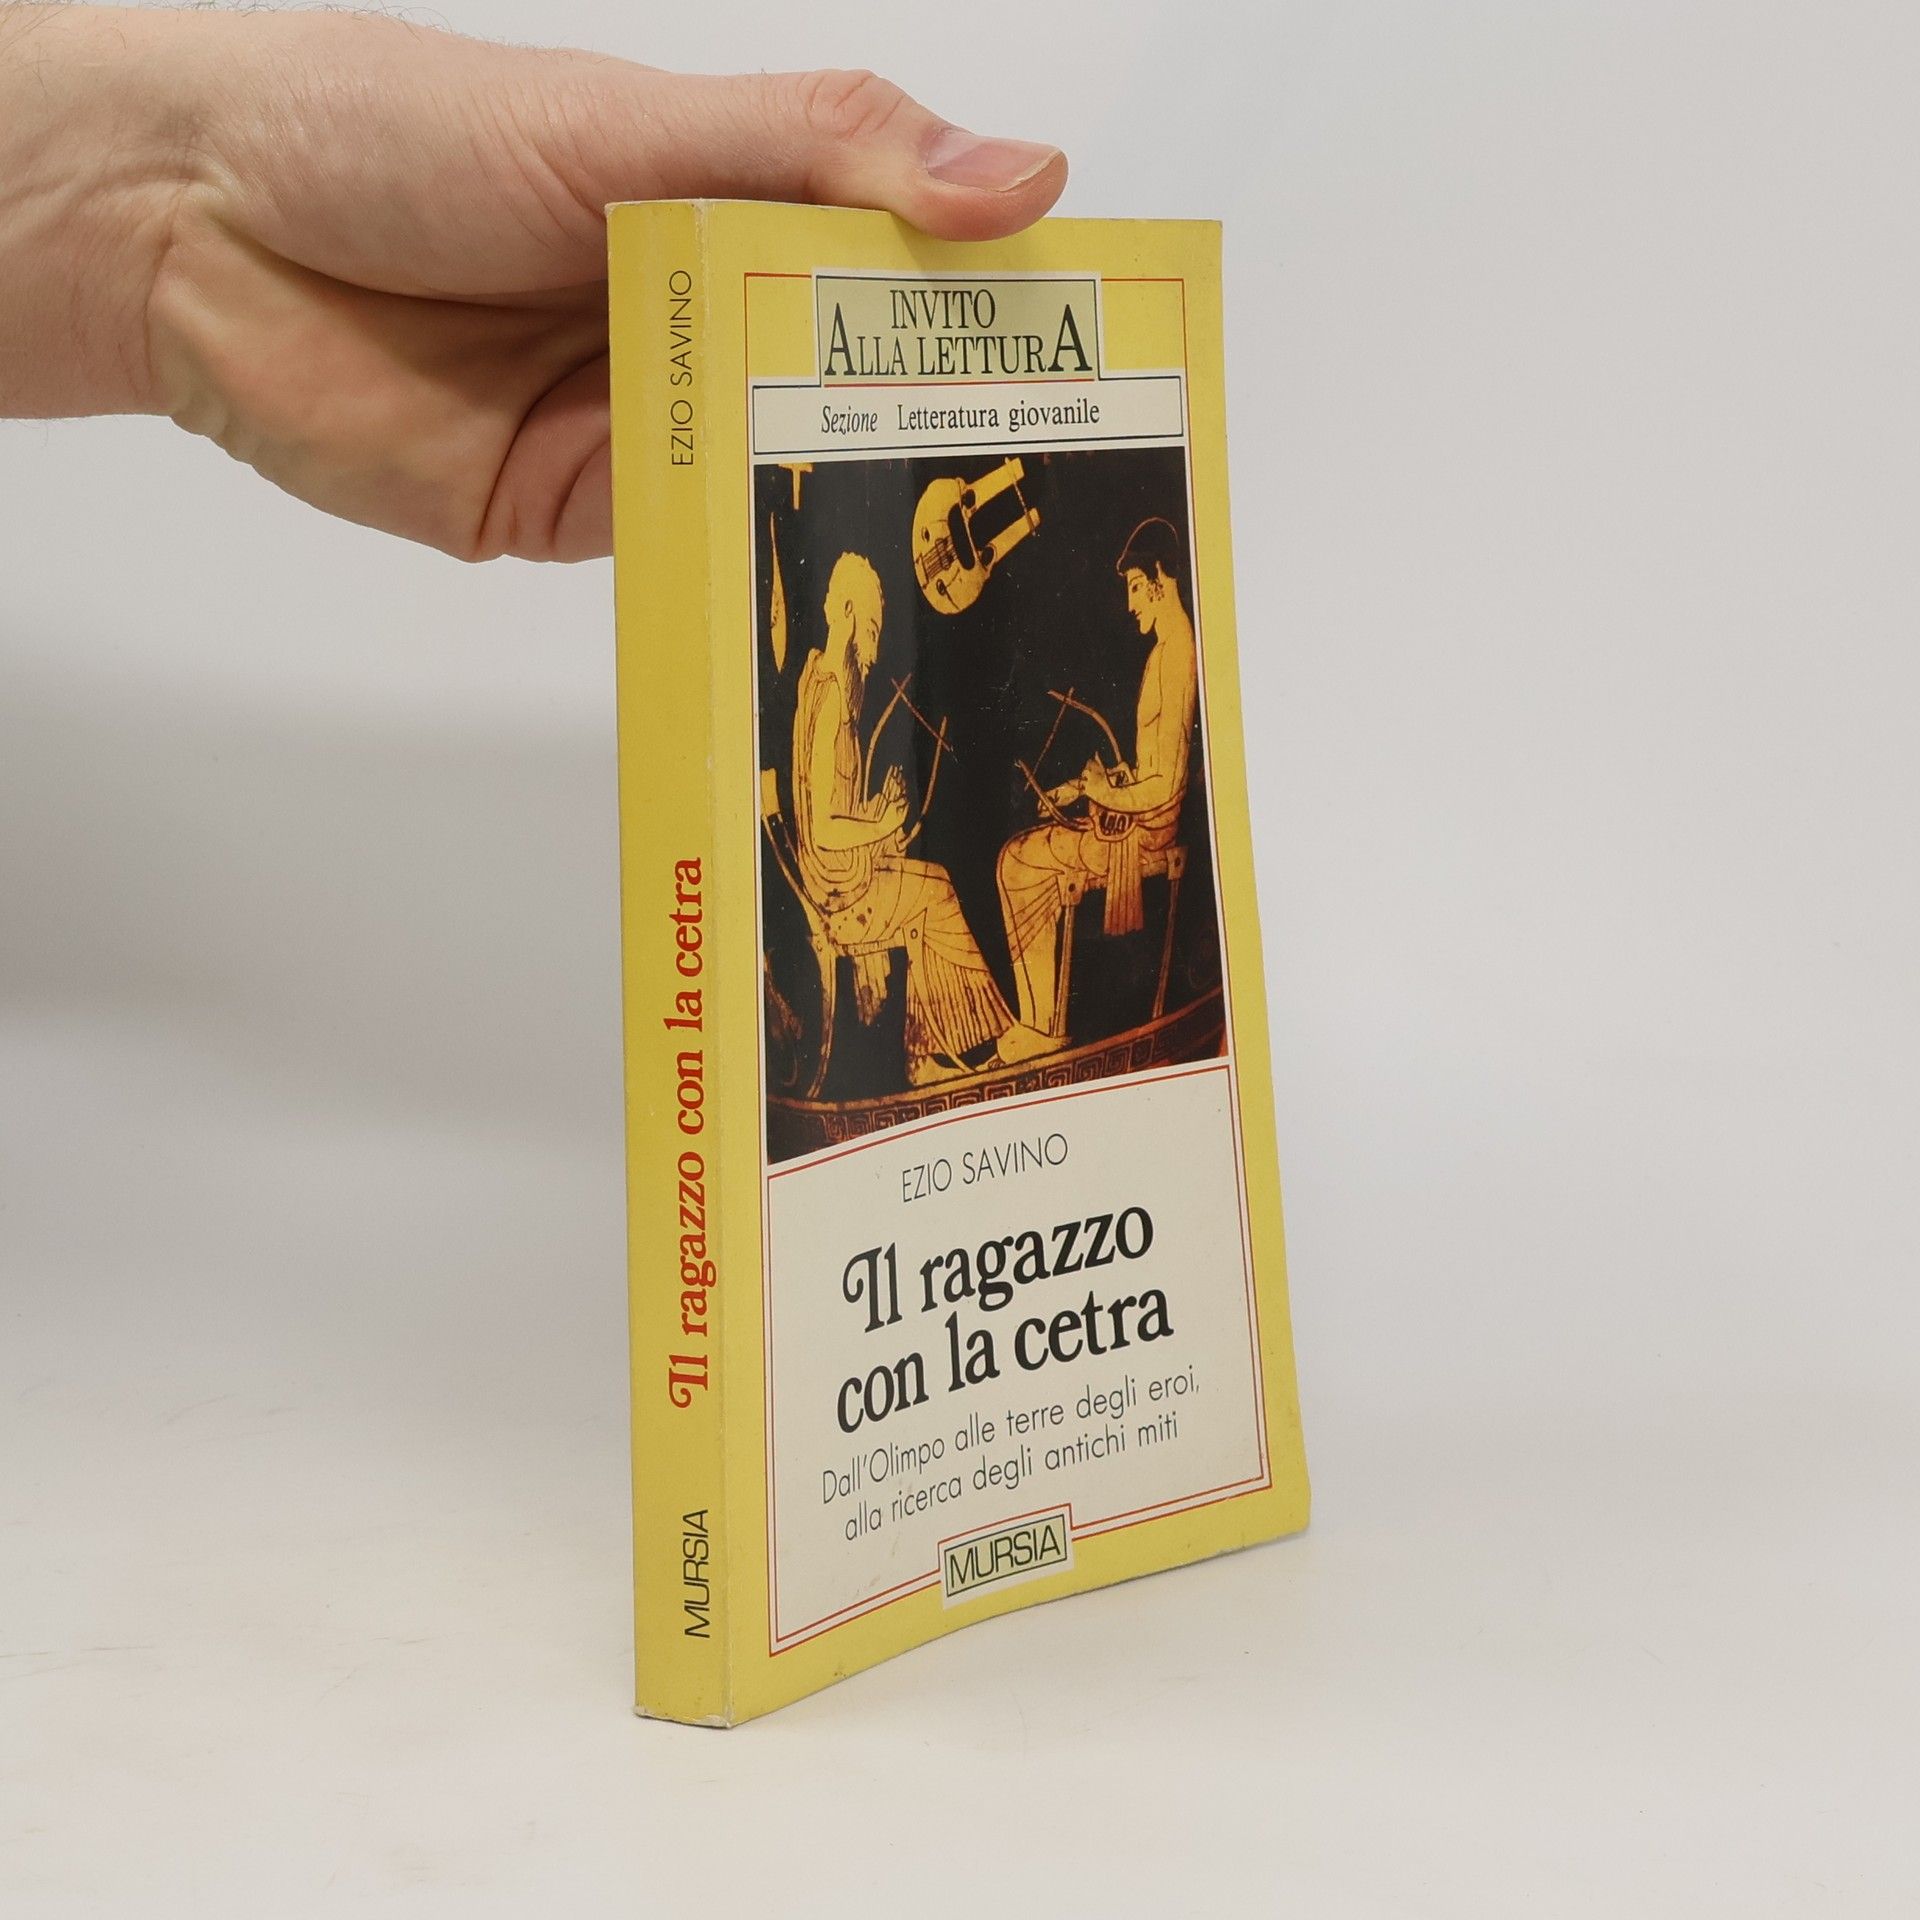 EZIO SAVINO
Il ragazzo con la cetra
MURSIA
INVITO
ALLA LETTURA
Sezione Letteratura giovanile
EZIO SAVINO
Il ragazzo
con la cetra
Dall'Olimpo alle terre degli eroi,
alla ricerca degli antichi miti
MURSIA